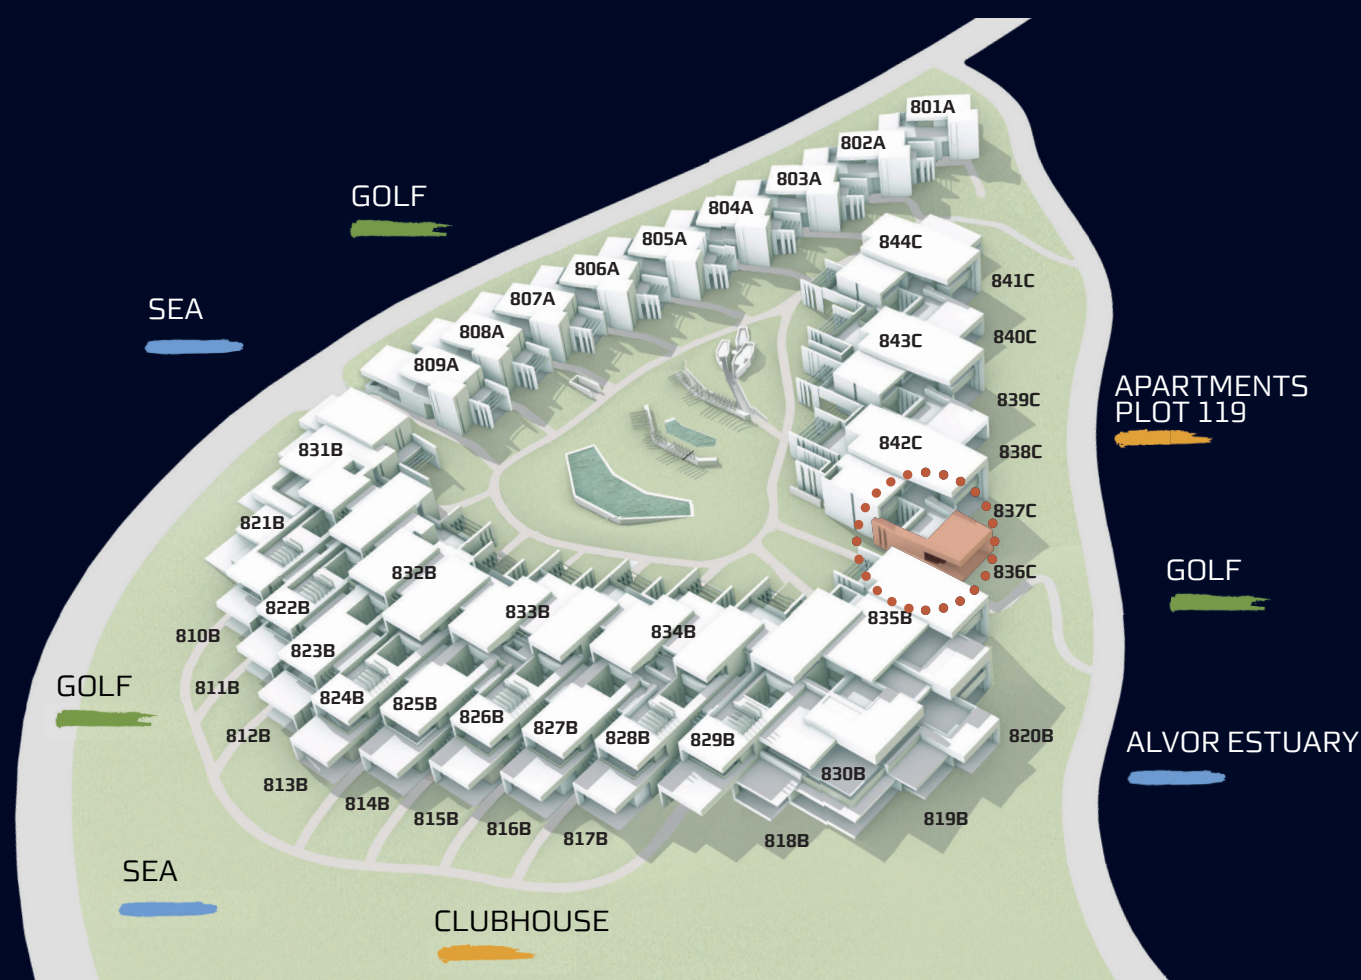 801A
802A
803A
GOLF
804A
805A
844C
806A
841C
807A
SEA
808A
840C
843C
809A
APARTMENTS
PLOT 119
839C
842C
831B
838C
837C
821B
832B
836C
GOLF
822B
833B
835B
834B
810B
823B
GOLF
811B
824B
825B
826B
827B
812B
828B
829B
820B
ALVOR ESTUARY
830B
813B
814B
815B
819B
816B
817B
818B
SEA
CLUBHOUSE